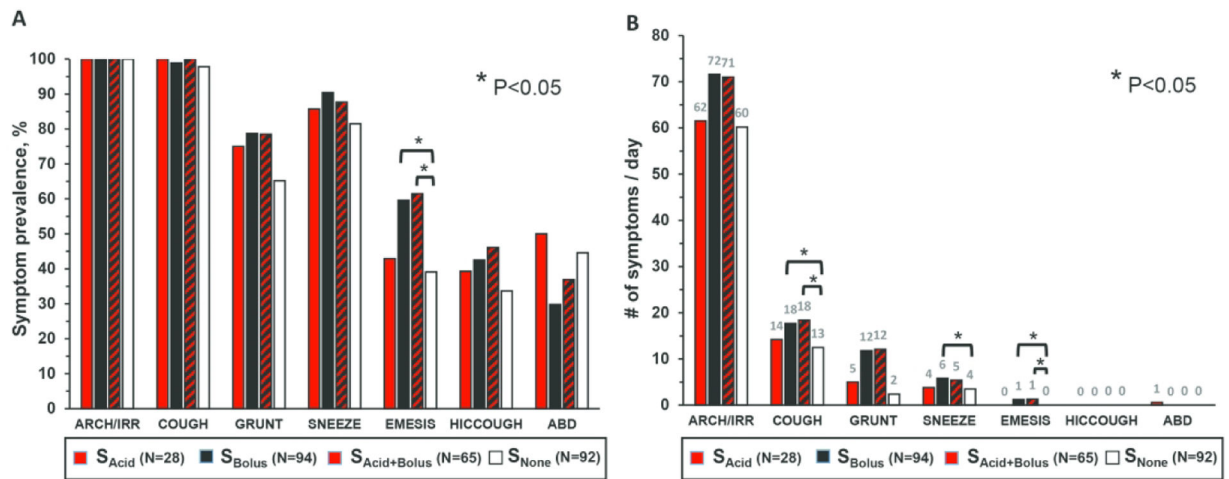 A
Symptom prevalence, %
100
90
80
70
60
50
40
30
20
10
0
* P<0.05
*
*
ARCH/IRR COUGH GRUNT SNEEZE EMESIS HICCOUGH ABD
SAcid (N=28) SBolus (N=94) SAcid+Bolus (N=65) SNone (N=92)
B
# of symptoms / day
80
70
60
50
40
30
20
10
0
* P<0.05
62 72 71 60
* *
14 18 18 13
5 12 12 2
*
4 6 5 4
* *
0 1 1 0
0 0 0 0
1 0 0 0
ARCH/IRR COUGH GRUNT SNEEZE EMESIS HICCOUGH ABD
SAcid (N=28) SBolus (N=94) SAcid+Bolus (N=65) SNone (N=92)